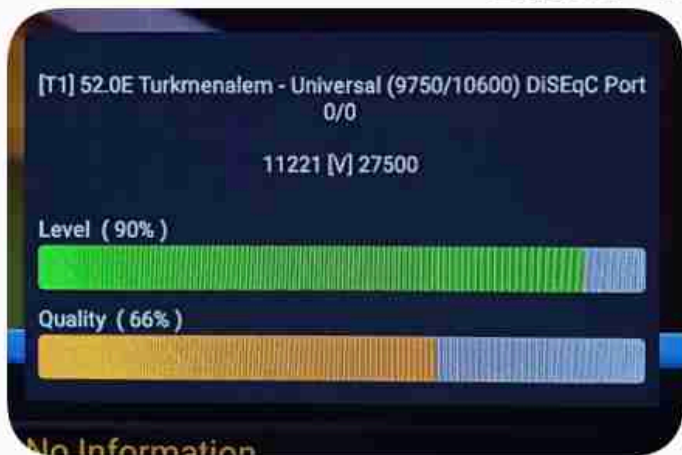 [T1] 52.0E Turkmenalem - Universal (9750/10600) DiSEqC Port
0/0
11221 [V] 27500
Level ( 90% )
Quality ( 66% )
No Information